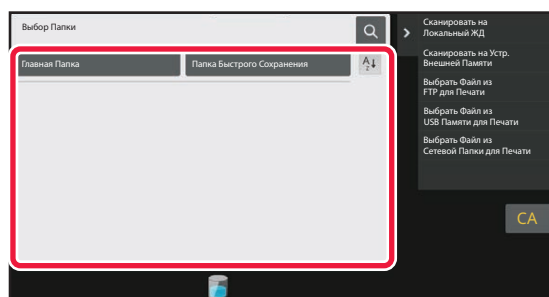 Выбор Папки
Главная Папка
Папка Быстрого Сохранения
A
Z
Сканировать на
Локальный ЖД
Сканировать на Устр.
Внешней Памяти
Выбрать Файл из
FTP для Печати
Выбрать Файл из
USB Памяти для Печати
Выбрать Файл из
Сетевой Папки для Печати
CA